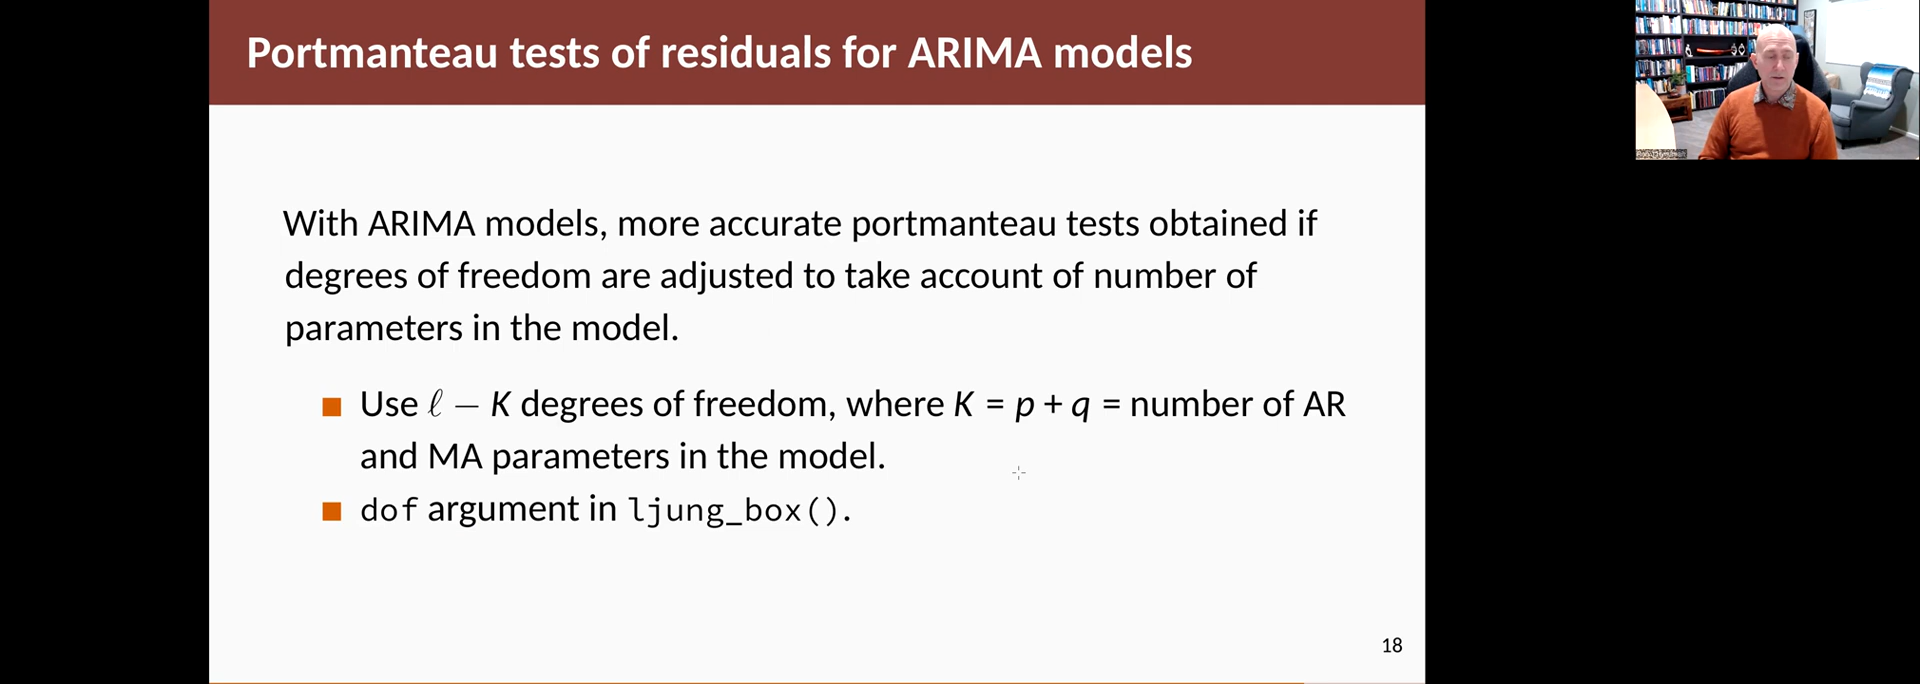 Portmanteau tests of residuals for ARIMA models
With ARIMA models, more accurate portmanteau tests obtained if
degrees of freedom are adjusted to take account of number of
parameters in the model.
■ Use ℓ − K degrees of freedom, where K = p + q = number of AR
and MA parameters in the model.
■ dof argument in ljung_box().
18